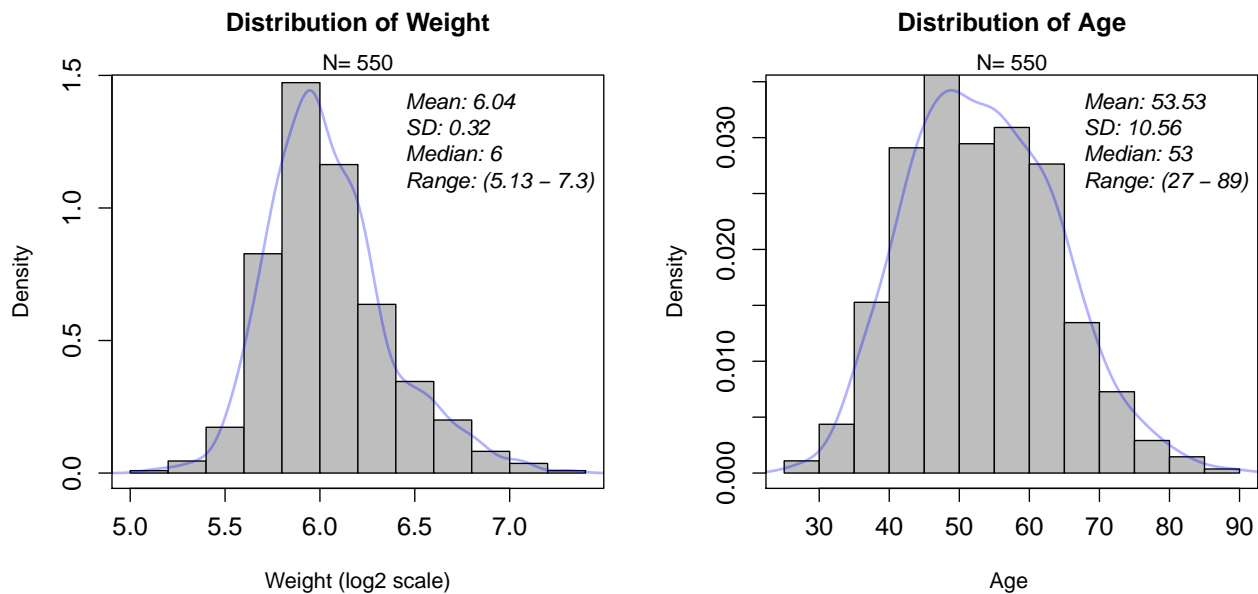 Distribution of Weight
N= 550
Mean: 6.04
SD: 0.32
Median: 6
Range: (5.13 − 7.3)
Density
0.0
0.5
1.0
1.5
5.0 5.5 6.0 6.5 7.0
Weight (log2 scale)
Distribution of Age
N= 550
Mean: 53.53
SD: 10.56
Median: 53
Range: (27 − 89)
Density
0.000
0.010
0.020
0.030
30 40 50 60 70 80 90
Age